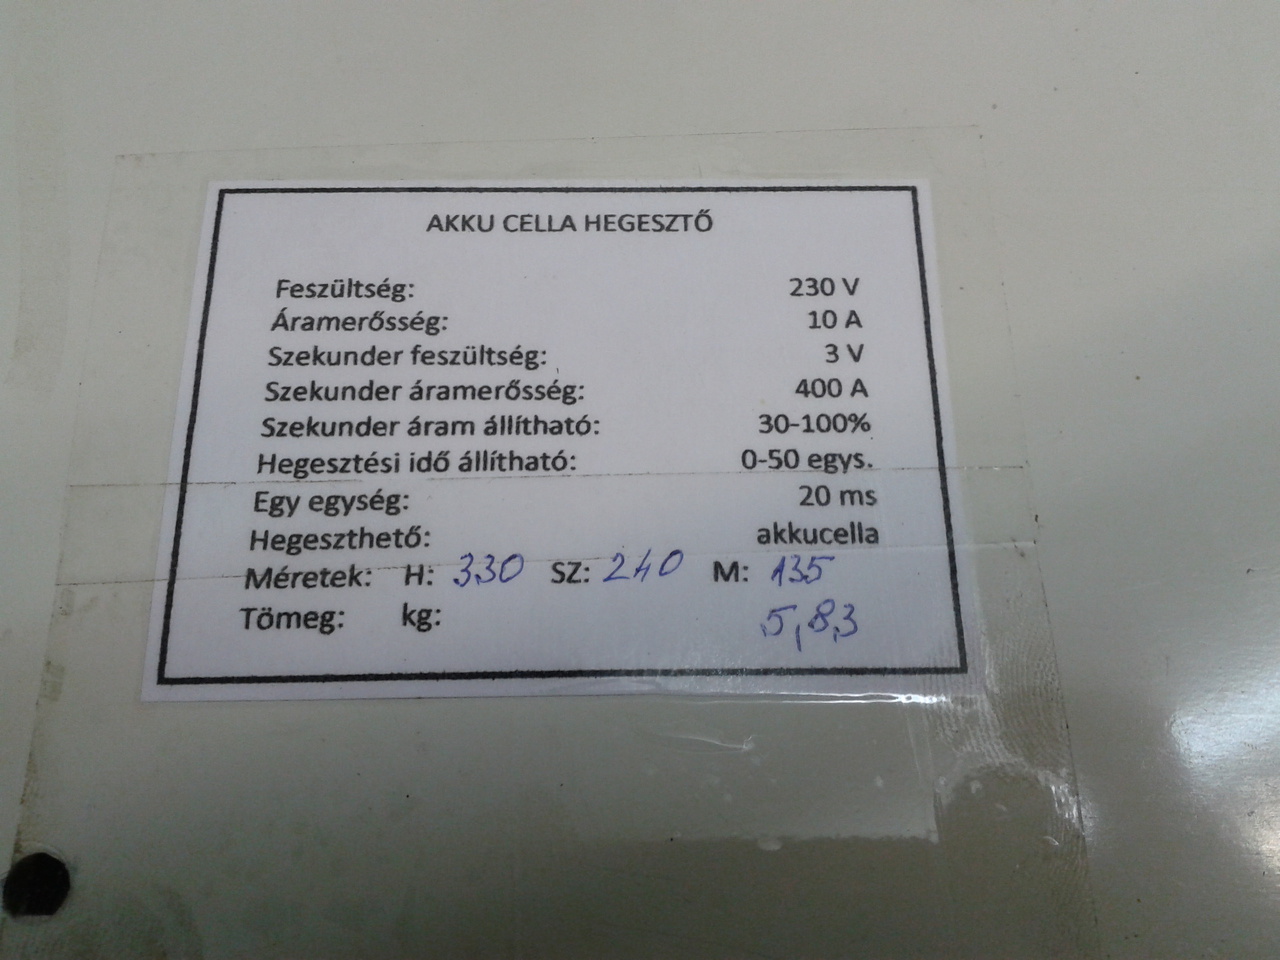 AKKU CELLA HEGESZTŐ
Feszültség: 230 V
Áramerősség: 10 A
Szekunder feszültség: 3 V
Szekunder áramerősség: 400 A
Szekunder áram állítható: 30-100%
Hegesztési idő állítható: 0-50 egys.
Egy egység: 20 ms
Hegeszthető: akkucella
Méretek: H: 330 SZ: 240 M: 135
Tömeg: kg: 5,83